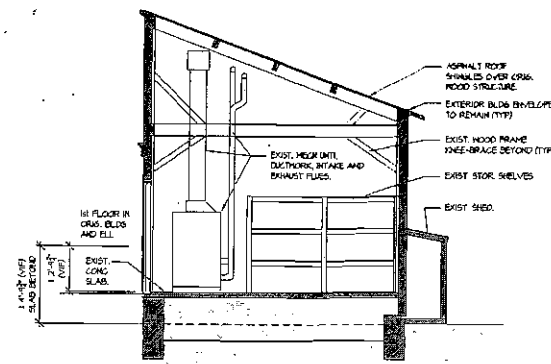 ASPHALT ROOF
SHINGLES OVER ORIG.
WOOD STRUCTURE.
EXTERIOR BLDG ENVELOPE
TO REMAIN (TYP)
EXIST. WOOD FRAME
KNEE-BRACE BEYOND (TYP
EXIST. MECH UNIT,
DUCTWORK, INTAKE AND
EXHAUST FLUES.
EXIST STOR. SHELVES
EXIST SHED.
1st FLOOR IN
ORIG. BLDG
AND ELL
EXIST.
CONC
SLAB.
(VIF)
(VIF)
SLAB BEYOND